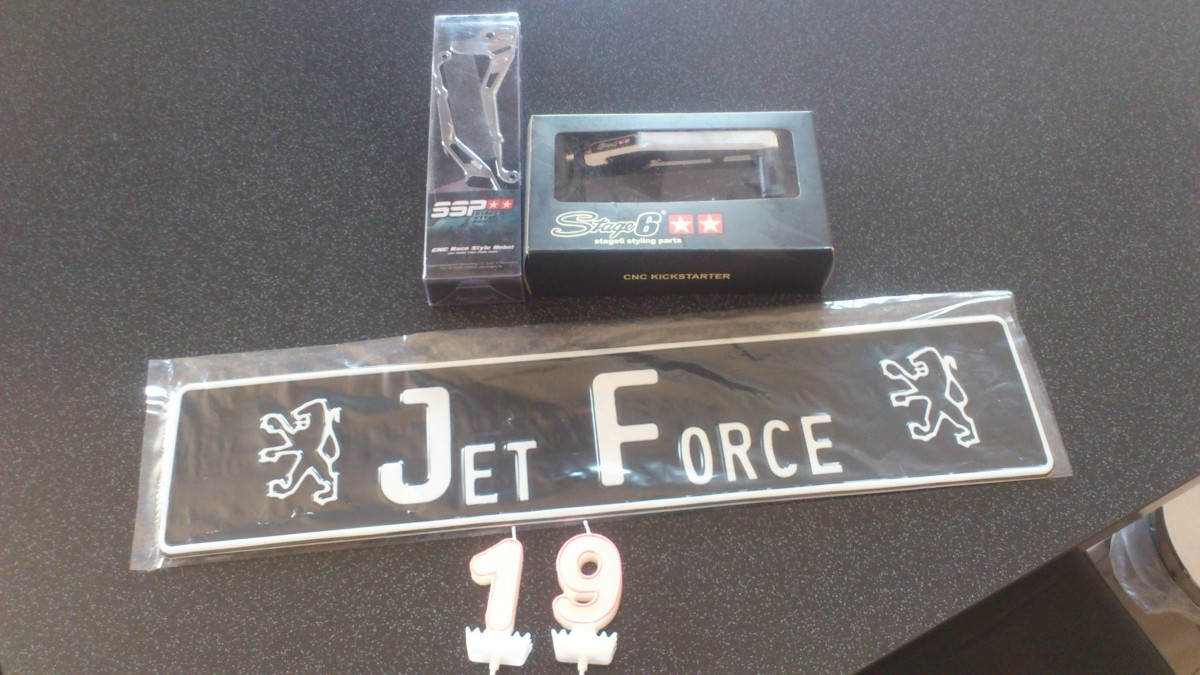 SSP
CNC Race Style Hebel
Stage6
stage6 styling parts
CNC KICKSTARTER
JET FORCE
19